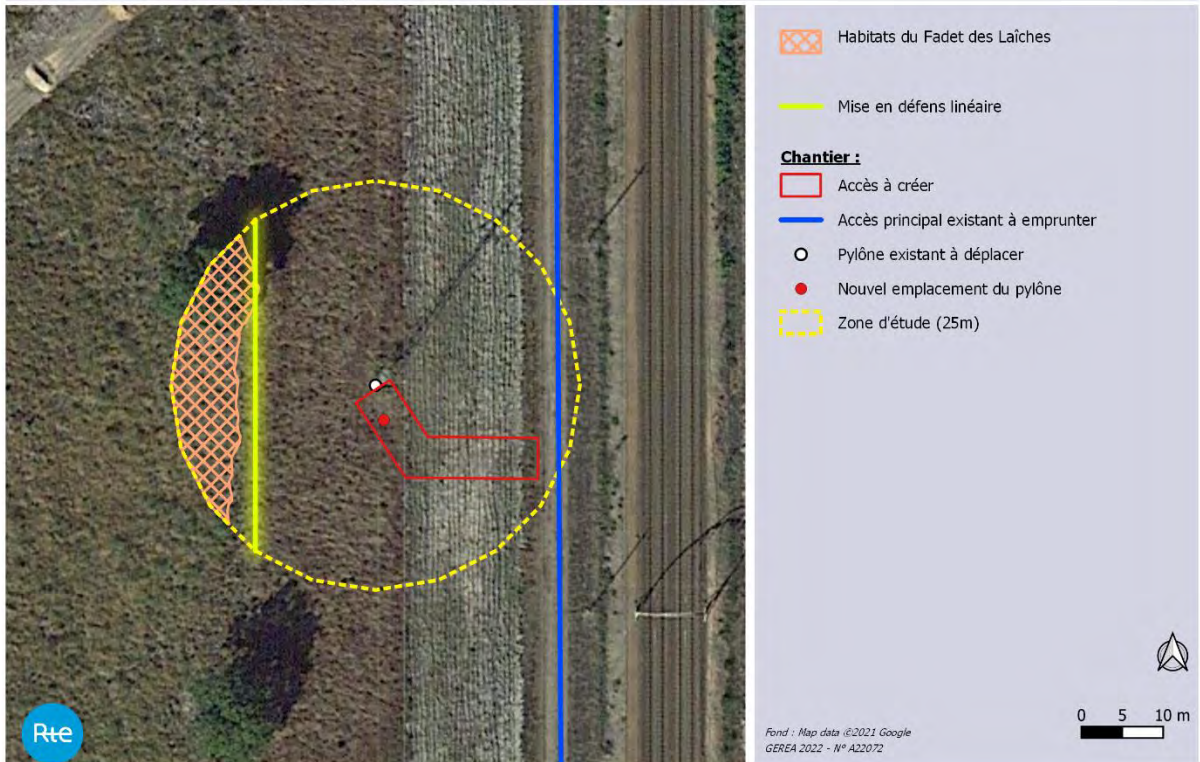 Habitats du Fadet des Laîches
Mise en défens linéaire
Chantier :
Accès à créer
Accès principal existant à emprunter
Pylône existant à déplacer
Nouvel emplacement du pylône
Zone d'étude (25m)
Rte
0 5 10 m
Fond : Map data ©2021 Google
GEREA 2022 - N° A22072